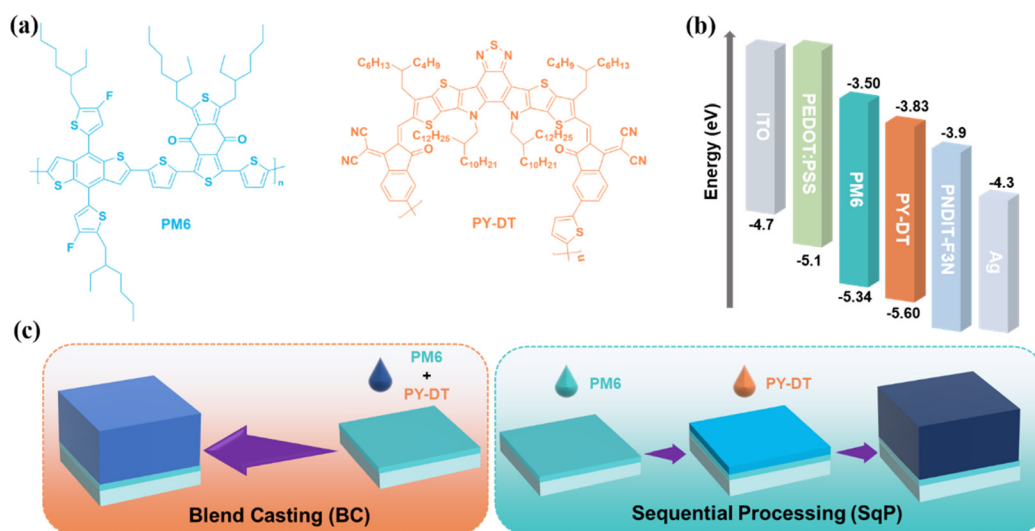 (a)
F
S
S
S
O
O
S
S
S
S
S
n
S
F
PM6
N
S
N
C6H13
C4H9
C4H9
C6H13
S
S
S
S
N
N
C12H25
C12H25
C10H21
C10H21
NC
CN
O
O
CN
CN
S
n
PY-DT
(b)
Energy (eV)
ITO
-4.7
PEDOT:PSS
-5.1
-3.50
PM6
-5.34
-3.83
PY-DT
-5.60
-3.9
PNDIT-F3N
-4.3
Ag
(c)
PM6
+
PY-DT
Blend Casting (BC)
PM6
PY-DT
Sequential Processing (SqP)